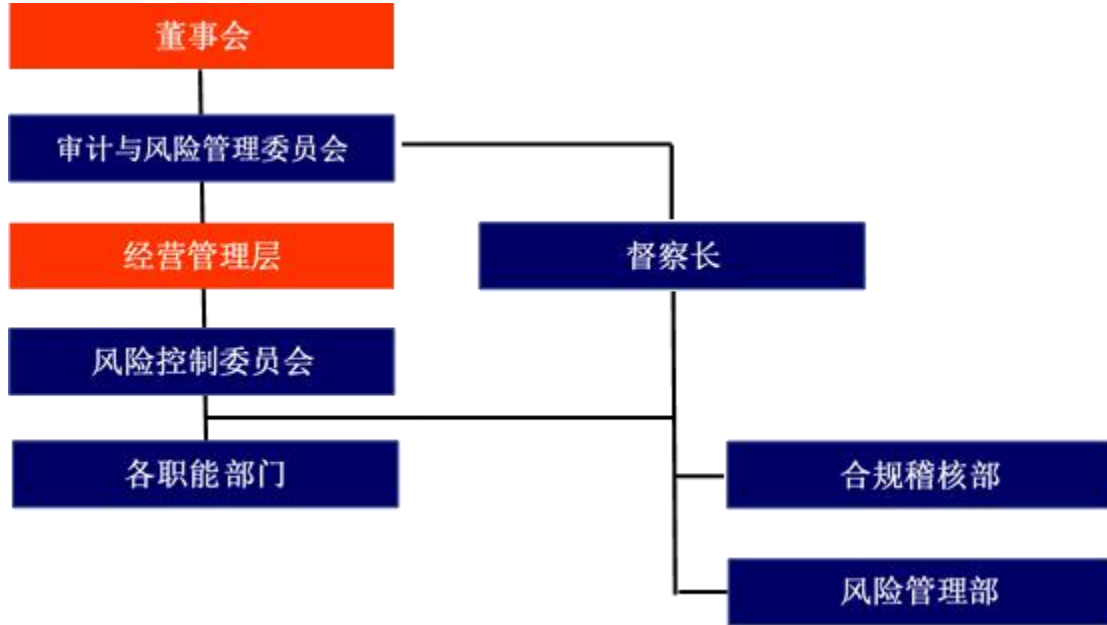 董事会
审计与风险管理委员会
经营管理层
督察长
风险控制委员会
各职能部门
合规稽核部
风险管理部